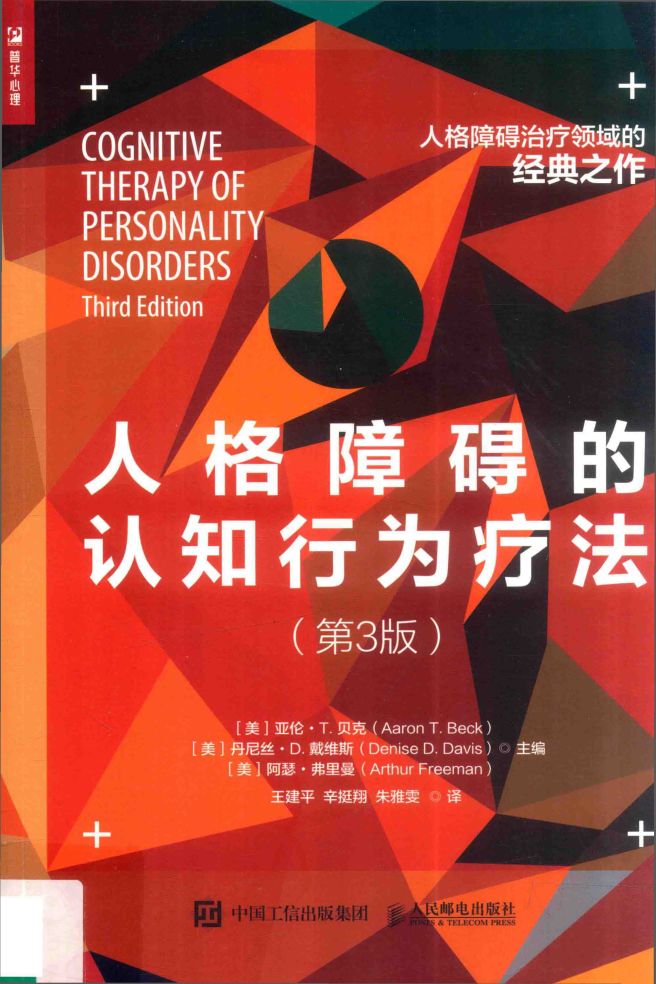 普华心理
COGNITIVE
THERAPY OF
PERSONALITY
DISORDERS
Third Edition
人格障碍治疗领域的
经典之作
人格障碍的
认知行为疗法
（第3版）
［美］亚伦·T. 贝克（Aaron T. Beck）
［美］丹尼丝·D. 戴维斯（Denise D. Davis）◎ 主编
［美］阿瑟·弗里曼（Arthur Freeman）
王建平 辛挺翔 朱雅雯 ◎ 译
中国工信出版集团
人民邮电出版社
POSTS & TELECOM PRESS